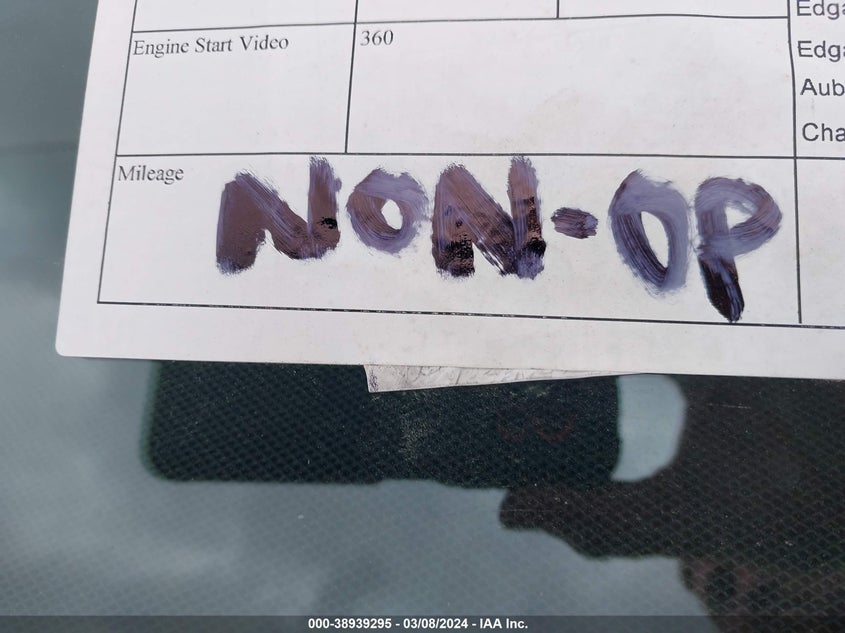 Edga
Engine Start Video
360
Edga
Aub
Cha
Mileage
NON-OP
000-38939295 - 03/08/2024 - IAA Inc.